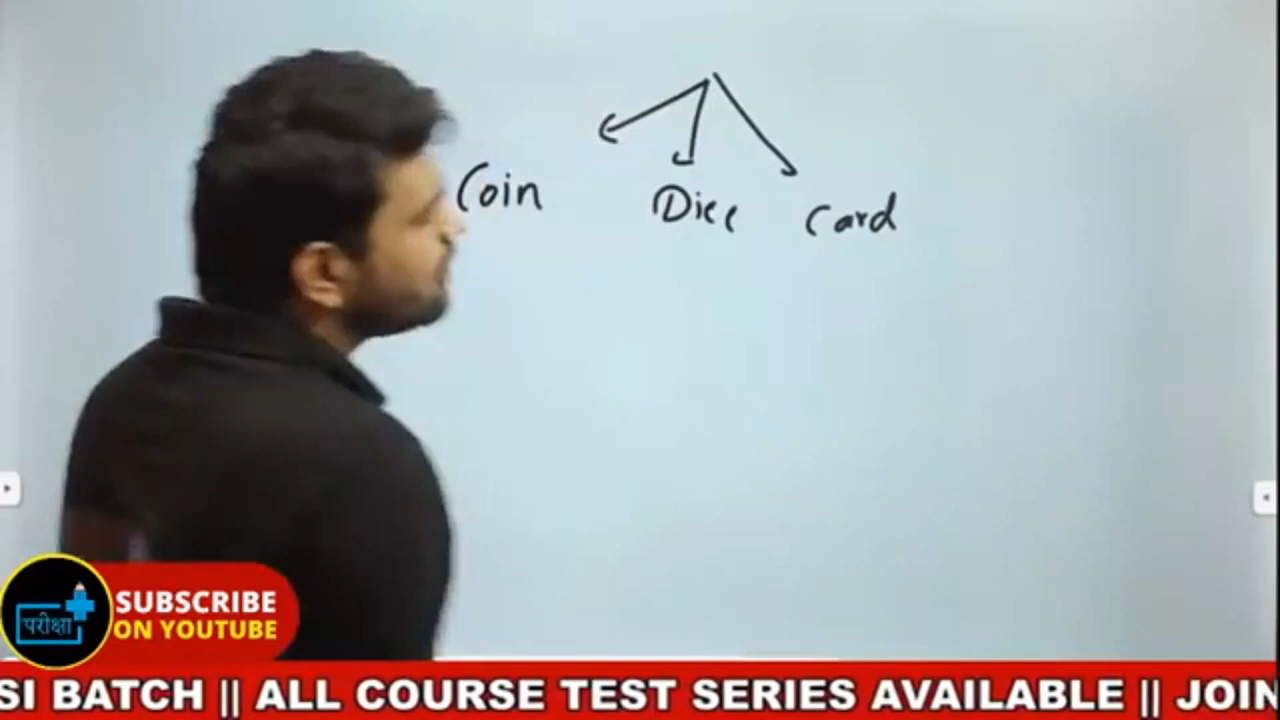 Coin Dice Card
परीक्षा
SUBSCRIBE
ON YOUTUBE
SI BATCH || ALL COURSE TEST SERIES AVAILABLE || JOIN